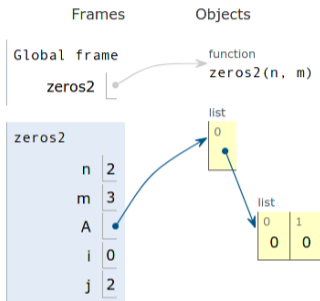 Frames Objects
Global frame
function
zeros2
zeros2(n, m)
list
zeros2
0
n 2
m 3
A
list
0 1
i 0
0 0
j 2